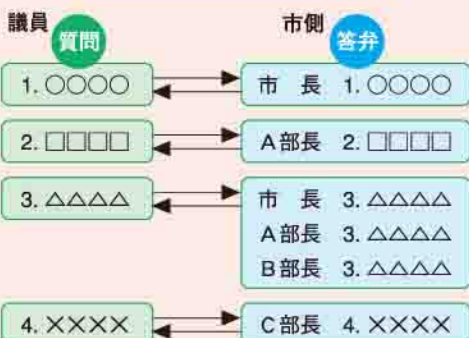 議員 市側
質問 答弁
1. ○○○○ 市　長 1. ○○○○
2. □□□□ A部長 2. □□□□
3. △△△△ 市　長 3. △△△△
A部長 3. △△△△
B部長 3. △△△△
4. ×××× C部長 4. ××××